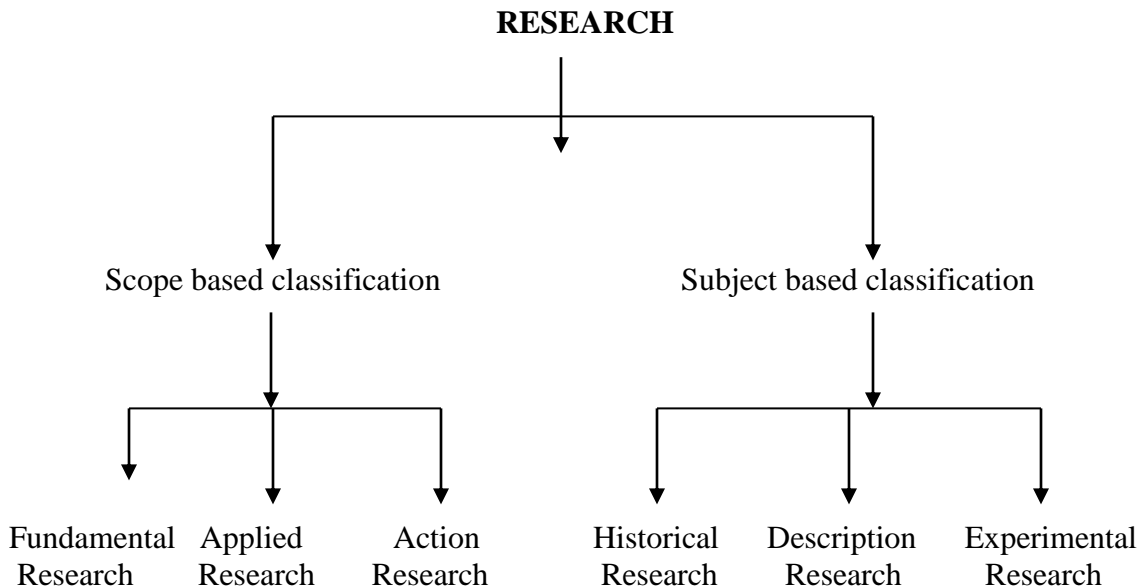 RESEARCH
Scope based classification
Subject based classification
Fundamental Research
Applied Research
Action Research
Historical Research
Description Research
Experimental Research